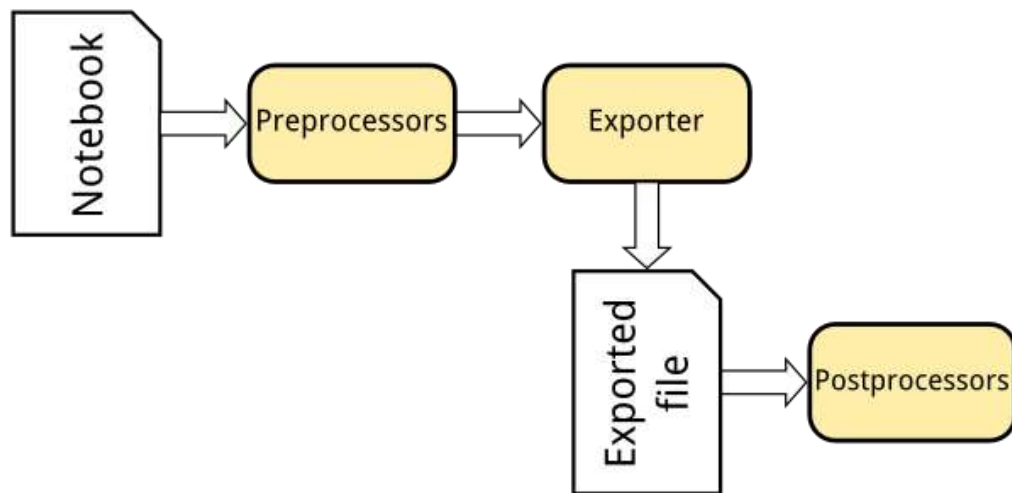 Notebook
Preprocessors
Exporter
Exported
file
Postprocessors